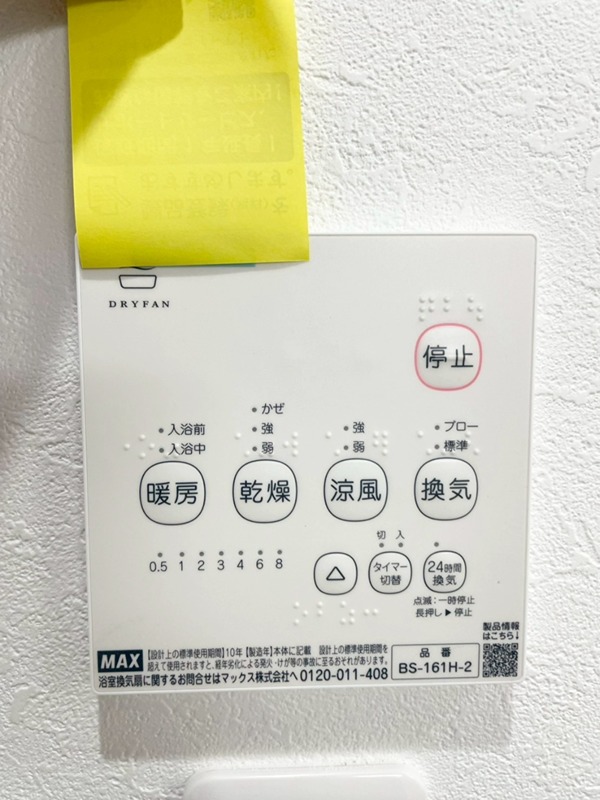 DRYFAN
停止
かぜ
入浴前 強 強 ブロー
入浴中 弱 弱 標準
暖房 乾燥 涼風 換気
切 入
0.5 1 2 3 4 6 8
△ タイマー切替 24時間換気
点滅:一時停止
長押し▶停止
製品情報
はこちら↓
MAX
【設計上の標準使用期間】10年【製造年】本体に記載 設計上の標準使用期間を
超えて使用されますと、経年劣化による発火・けが等の事故に至るおそれがあります。
浴室換気扇に関するお問合せはマックス株式会社へ 0120-011-408
品番
BS-161H-2